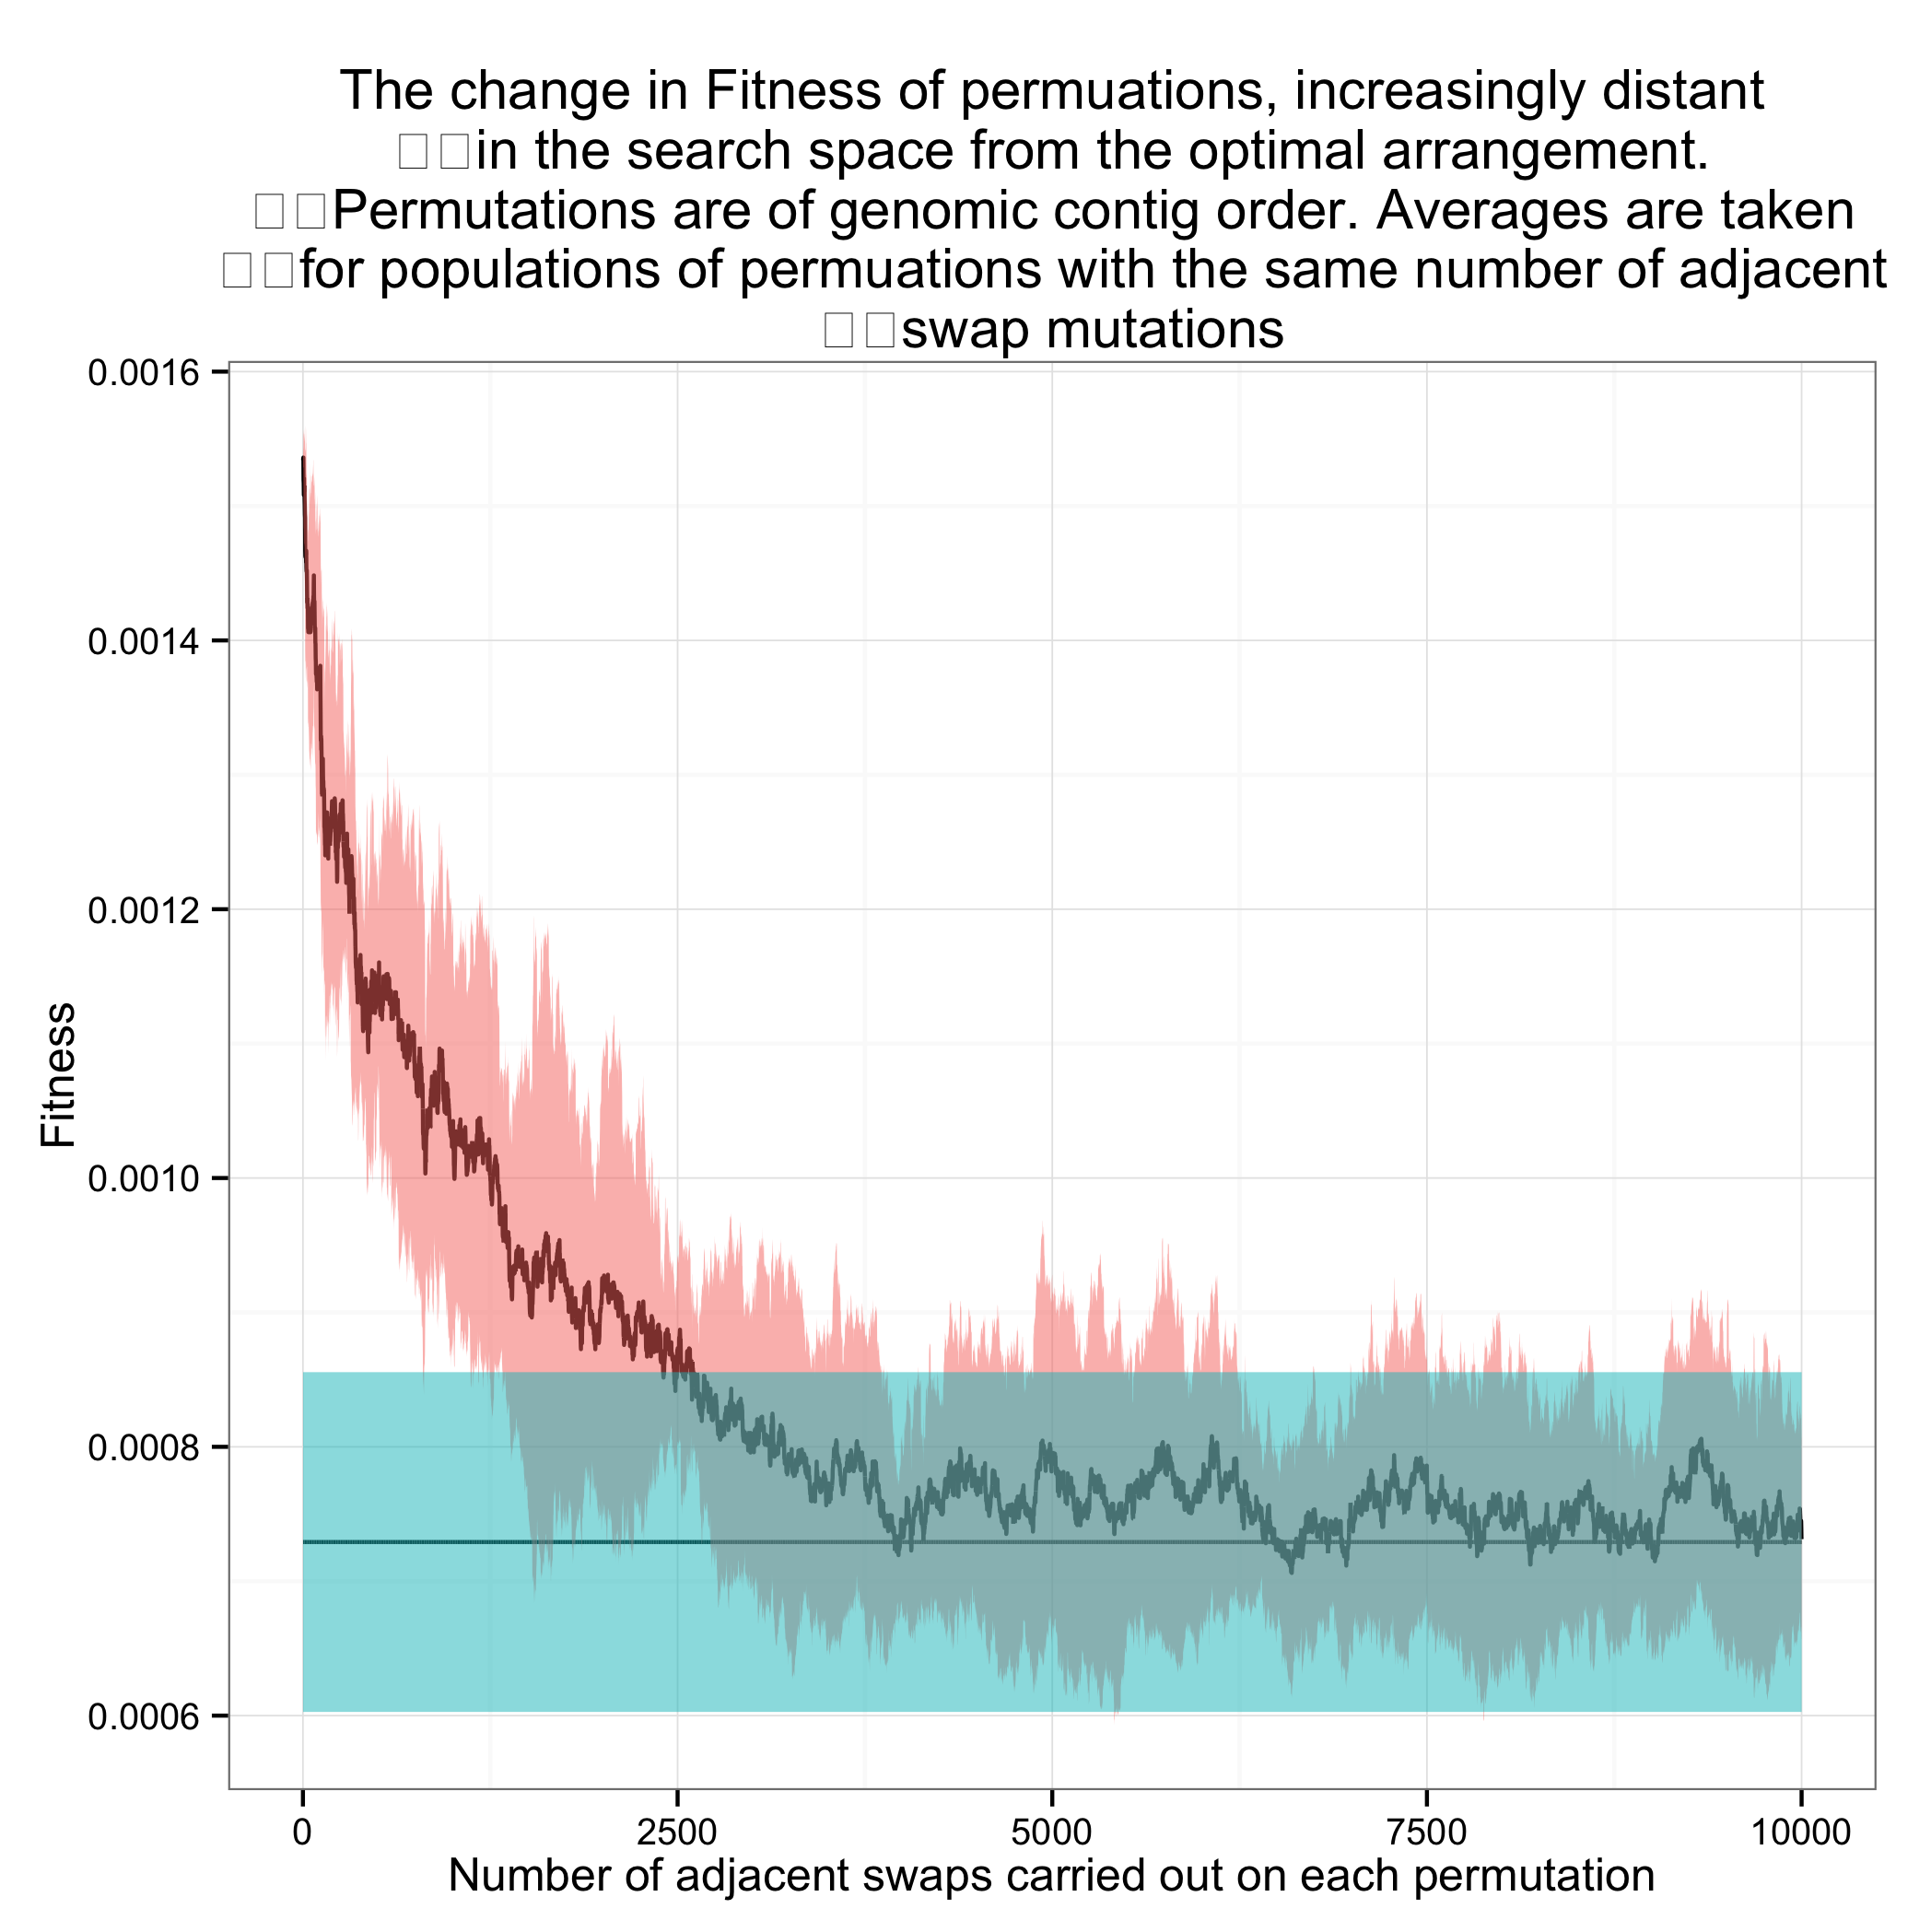 The change in Fitness of permuations, increasingly distant
in the search space from the optimal arrangement.
Permutations are of genomic contig order. Averages are taken
for populations of permuations with the same number of adjacent
swap mutations
0.0016
0.0014
0.0012
0.0010
0.0008
0.0006
Fitness
0 2500 5000 7500 10000
Number of adjacent swaps carried out on each permutation